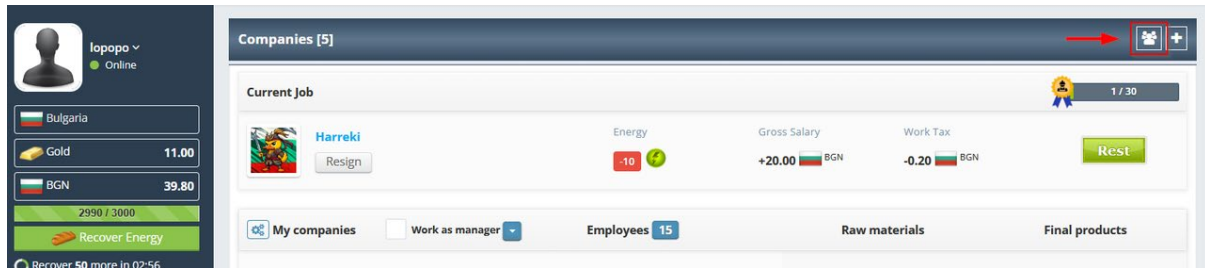 lopopo
Online
Bulgaria
Gold 11.00
BGN 39.80
2990 / 3000
Recover Energy
Recover 50 more in 02:56
Companies [5]
Current Job
1 / 30
Harreki
Resign
Energy
-10
Gross Salary
+20.00 BGN
Work Tax
-0.20 BGN
Rest
My companies
Work as manager
Employees 15
Raw materials
Final products